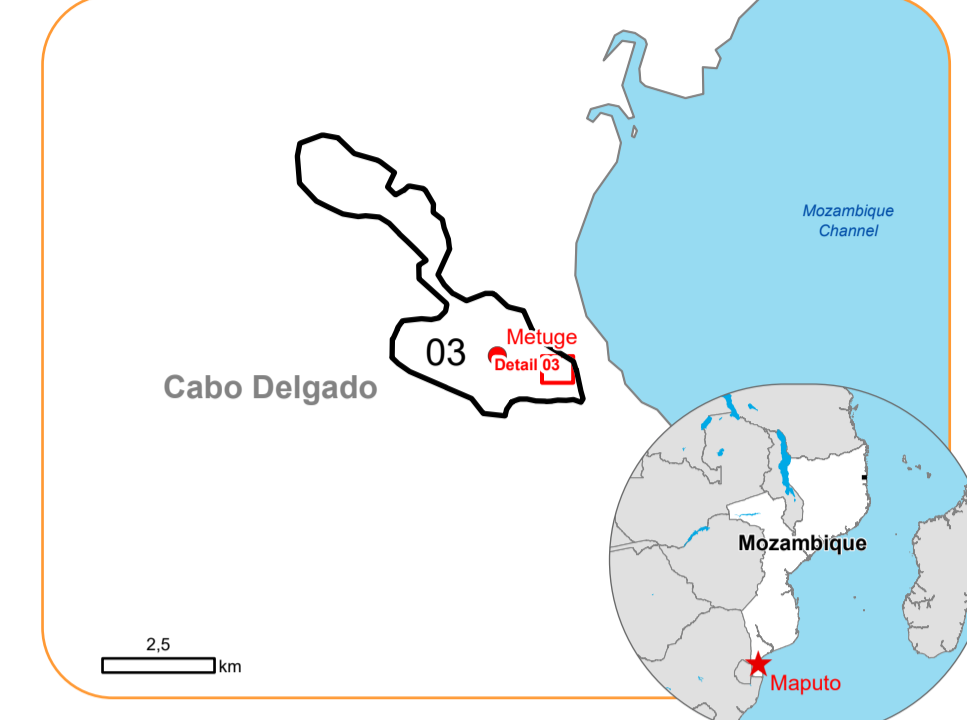 Mozambique
Channel
Metuge
03
Detail 03
Cabo Delgado
Mozambique
2,5
km
Maputo